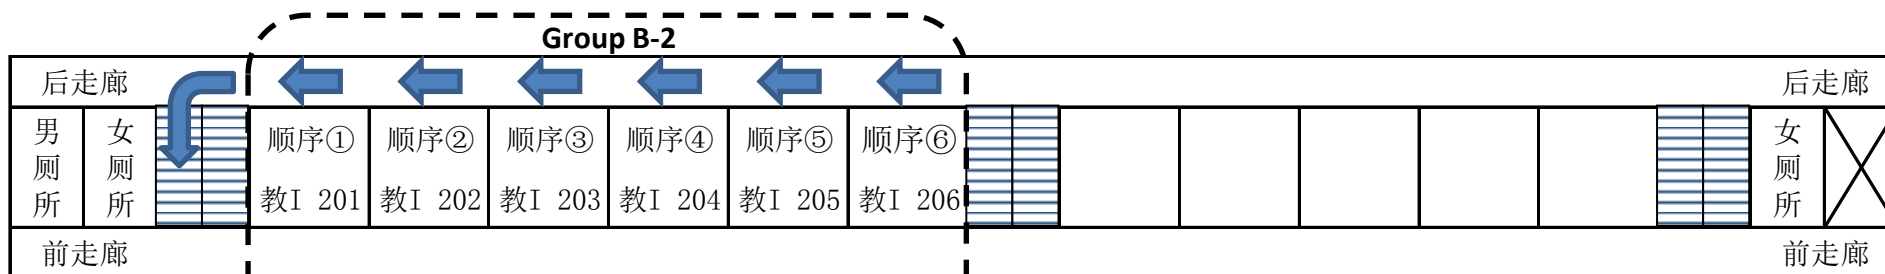 Group B-2
后走廊
后走廊
男厕所
女厕所
顺序①
教I 201
顺序②
教I 202
顺序③
教I 203
顺序④
教I 204
顺序⑤
教I 205
顺序⑥
教I 206
女厕所
前走廊
前走廊